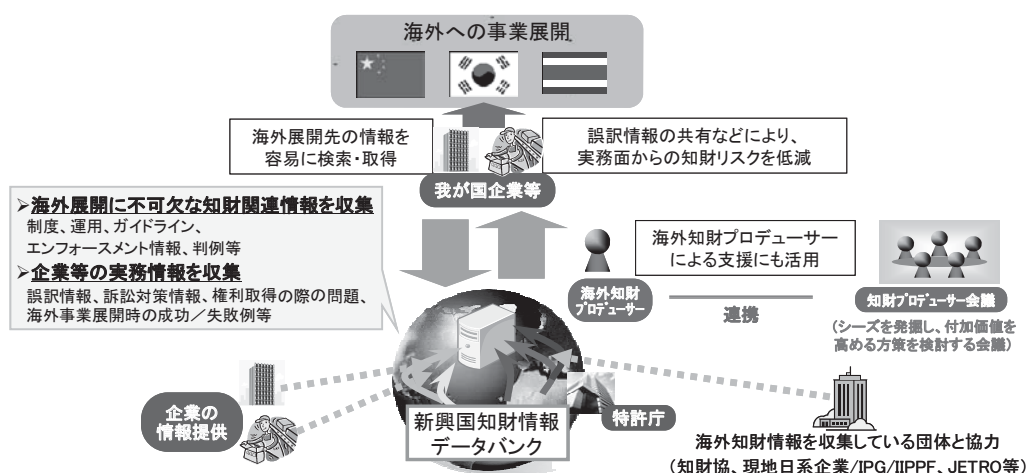 海外への事業展開
海外展開先の情報を
容易に検索・取得
誤訳情報の共有などにより、
実務面からの知財リスクを低減
我が国企業等
➢海外展開に不可欠な知財関連情報を収集
制度、運用、ガイドライン、
エンフォースメント情報、判例等
➢企業等の実務情報を収集
誤訳情報、訴訟対策情報、権利取得の際の問題、
海外事業展開時の成功／失敗例等
海外知財プロデューサー
による支援にも活用
海外知財
プロデューサー
連携
知財プロデューサー会議
(シーズを発掘し、付加価値を
高める方策を検討する会議)
企業の
情報提供
新興国知財情報
データバンク
特許庁
海外知財情報を収集している団体と協力
(知財協、現地日系企業/IPG/IIPPF、JETRO等)